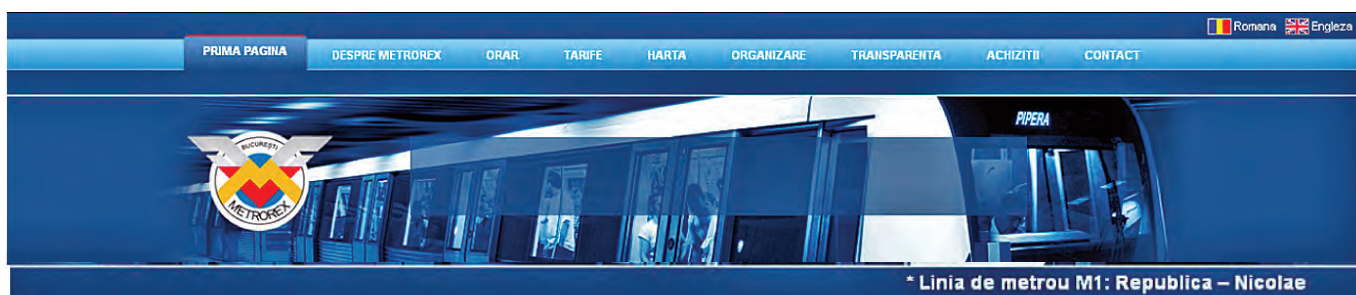 Romana Engleza
PRIMA PAGINA DESPRE METROREX ORAR TARIFE HARTA ORGANIZARE TRANSPARENTA ACHIZITII CONTACT
PIPERA
BUCUREȘTI
METROREX
* Linia de metrou M1: Republica – Nicolae